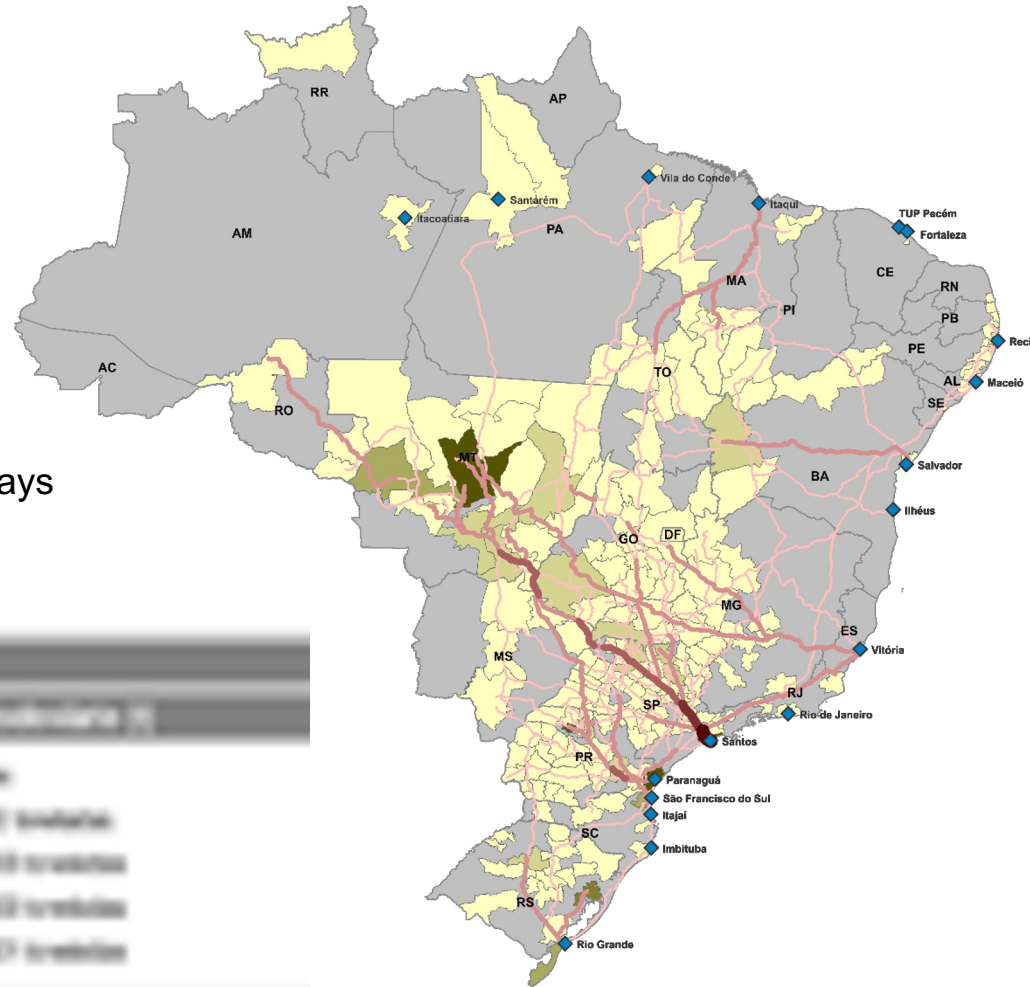 AP
RR
Vila do Conde
Santarém
Itaqui
Itacoatiara
TUP Pecém
Fortaleza
AM
PA
CE
MA
RN
PI
PB
PE
Reci
AC
TO
AL
Maceió
RO
SE
MT
Salvador
ays
BA
Ilhéus
GO
DF
MG
ES
Vitória
MS
RJ
SP
Rio de Janeiro
Santos
PR
Paranaguá
São Francisco do Sul
Itajaí
SC
Imbituba
RS
Rio Grande